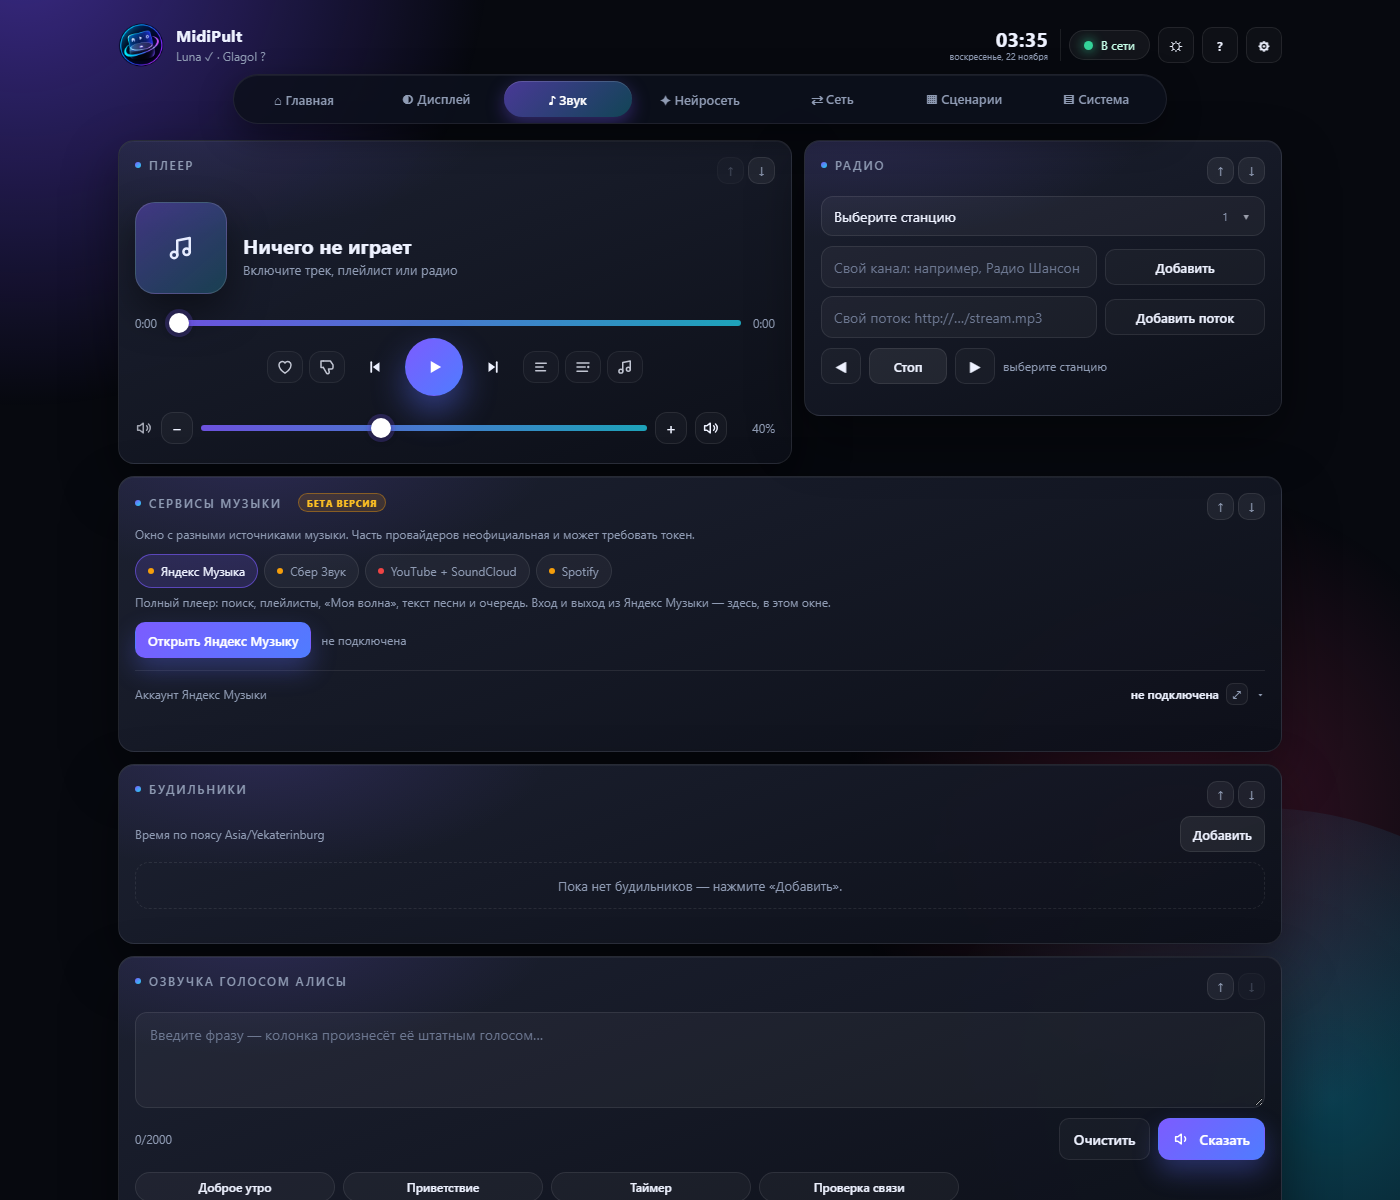 MidiPult
Luna ✓ · Glagol ?
03:35
воскресенье, 22 ноября
В сети
?
Главная
Дисплей
Звук
Нейросеть
Сеть
Сценарии
Система
ПЛЕЕР
↑ ↓
Ничего не играет
Включите трек, плейлист или радио
0:00
0:00
−
+
40%
РАДИО
↑ ↓
Выберите станцию
1
Свой канал: например, Радио Шансон
Добавить
Свой поток: http://.../stream.mp3
Добавить поток
◀ Стоп ▶ выберите станцию
СЕРВИСЫ МУЗЫКИ
БЕТА ВЕРСИЯ
↑ ↓
Окно с разными источниками музыки. Часть провайдеров неофициальная и может требовать токен.
Яндекс Музыка
Сбер Звук
YouTube + SoundCloud
Spotify
Полный плеер: поиск, плейлисты, «Моя волна», текст песни и очередь. Вход и выход из Яндекс Музыки — здесь, в этом окне.
Открыть Яндекс Музыку
не подключена
Аккаунт Яндекс Музыки
не подключена
БУДИЛЬНИКИ
↑ ↓
Время по поясу Asia/Yekaterinburg
Добавить
Пока нет будильников — нажмите «Добавить».
ОЗВУЧКА ГОЛОСОМ АЛИСЫ
↑ ↓
Введите фразу — колонка произнесёт её штатным голосом...
0/2000
Очистить
Сказать
Доброе утро
Приветствие
Таймер
Проверка связи